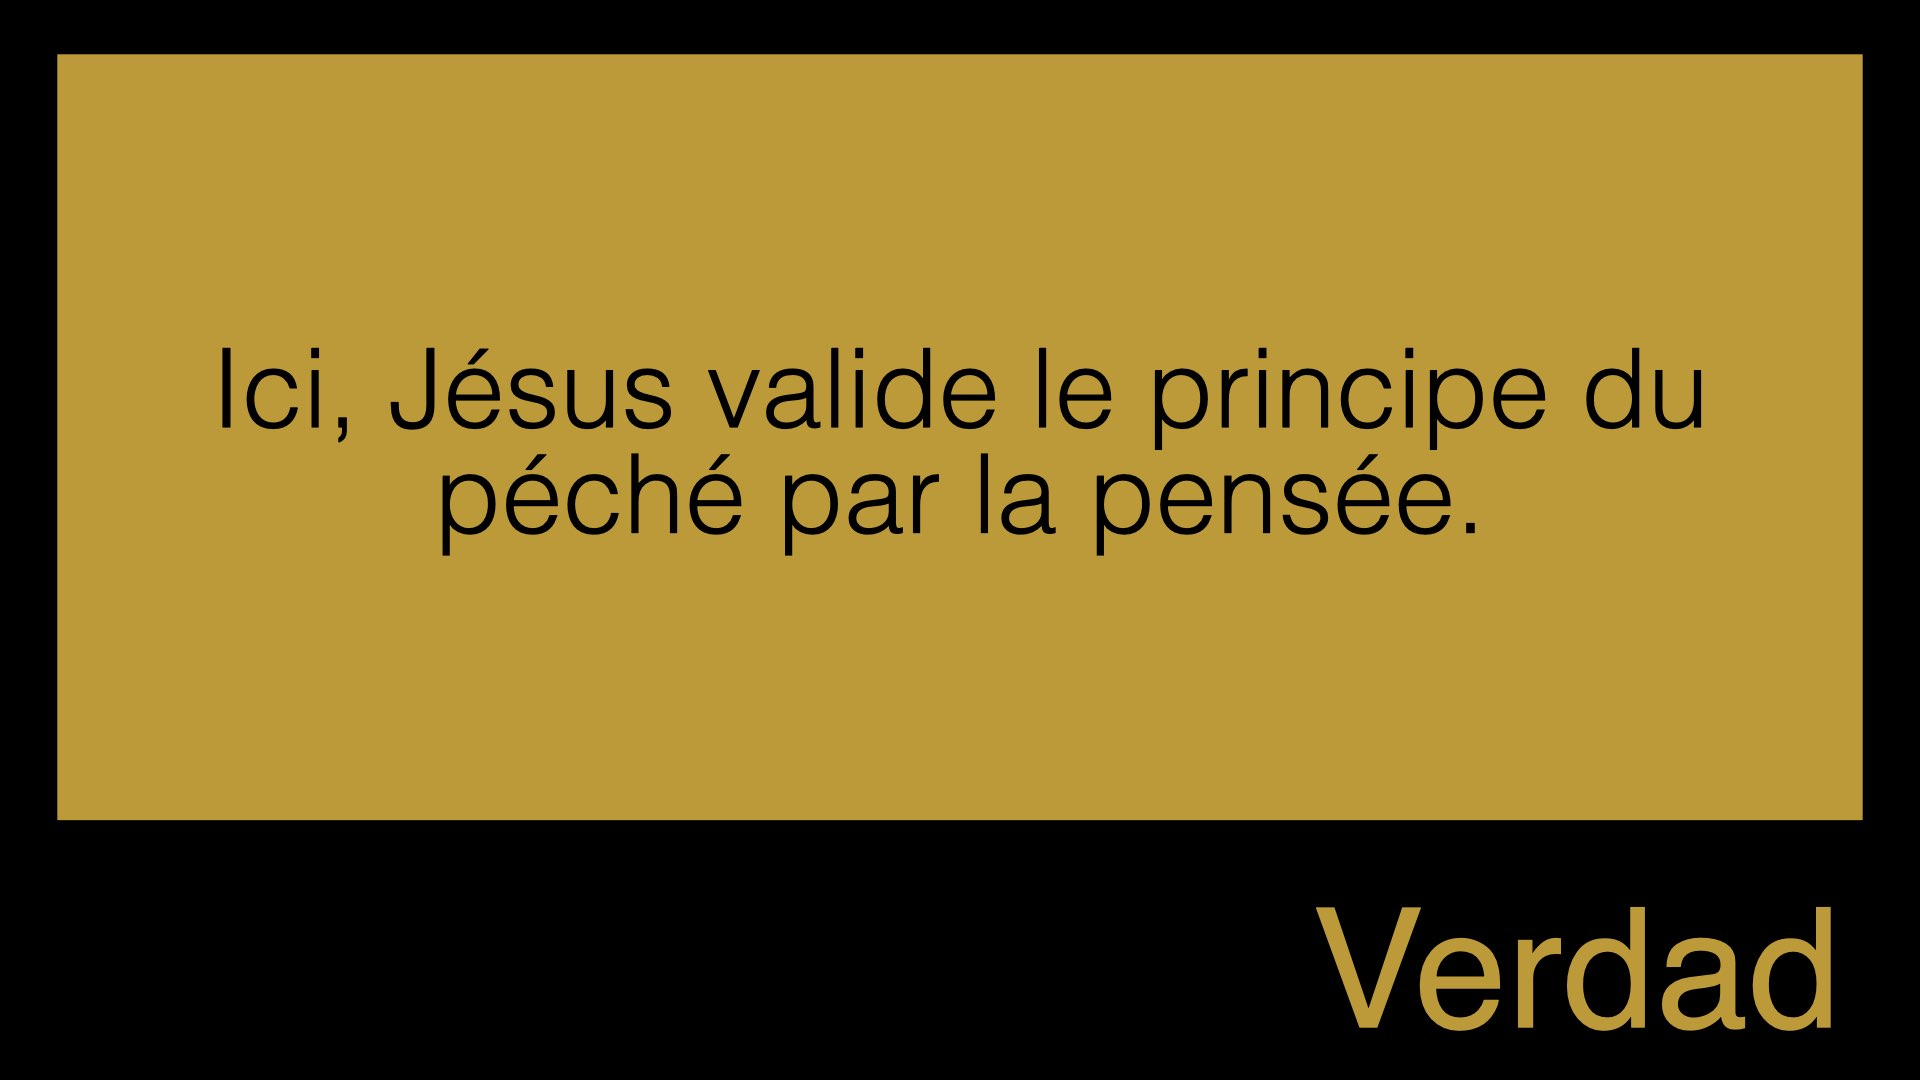 Ici, Jésus valide le principe du
péché par la pensée.
Verdad